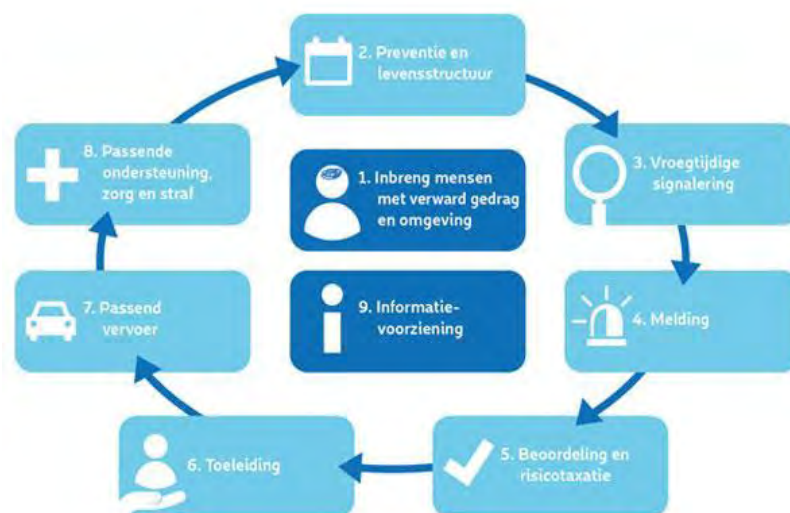 2. Preventie en
levensstructuur
8. Passende
ondersteuning,
zorg en straf
1. Inbreng mensen
met verward gedrag
en omgeving
3. Vroegtijdige
signalering
7. Passend
vervoer
9. Informatie-
voorziening
4. Melding
6. Toeleiding
5. Beoordeling en
risicotaxatie